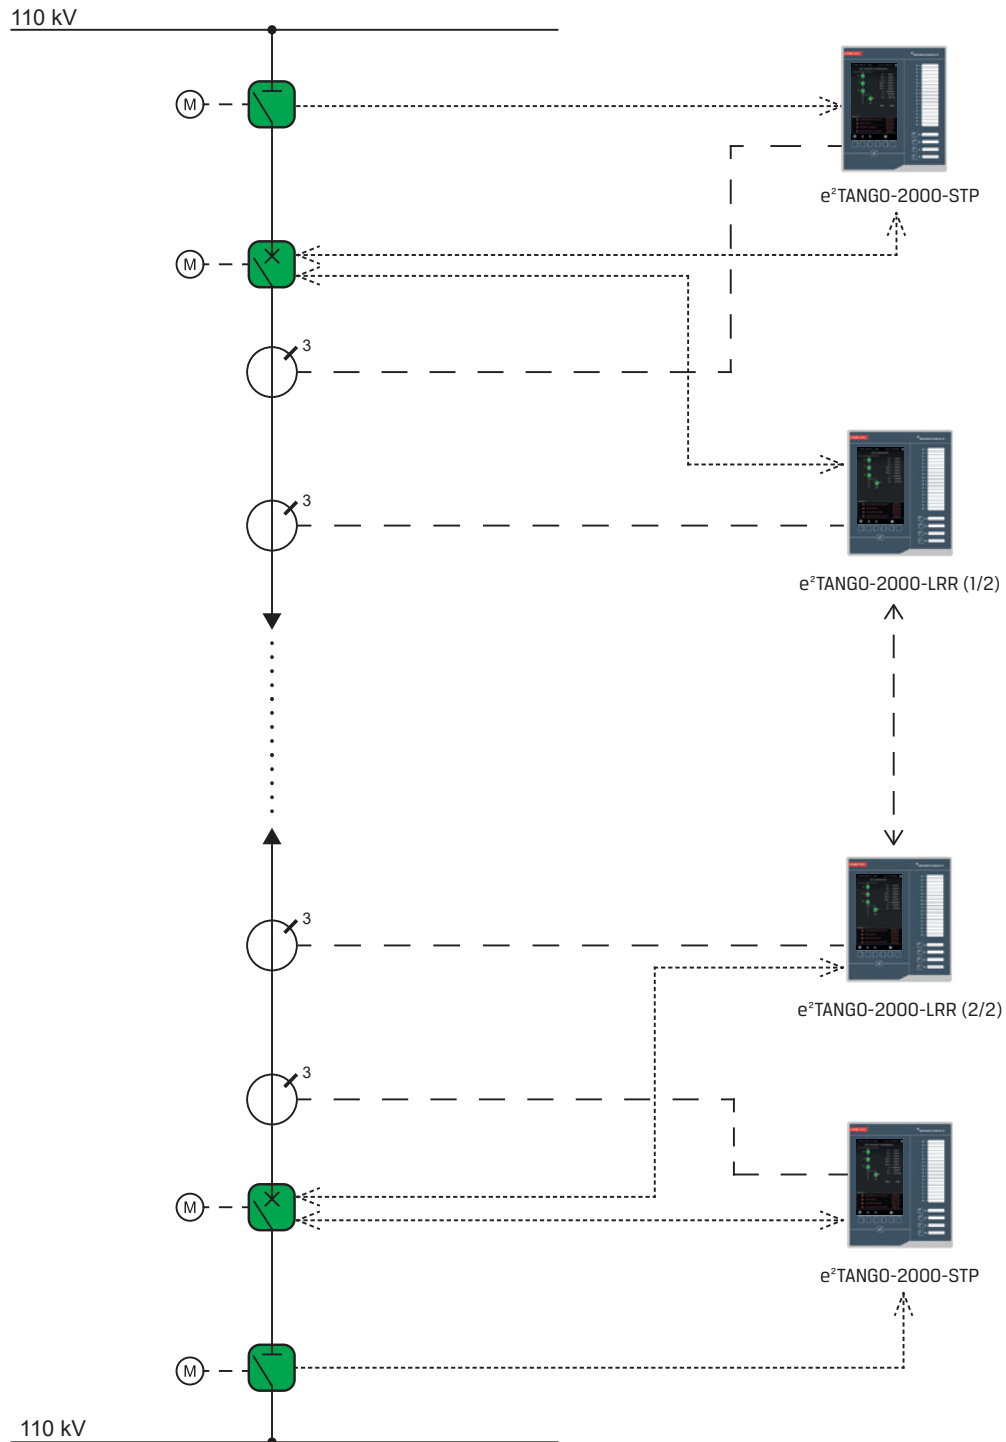 110 kV
M
e²TANGO-2000-STP
M
3
3
e²TANGO-2000-LRR (1/2)
3
e²TANGO-2000-LRR (2/2)
3
M
e²TANGO-2000-STP
M
110 kV